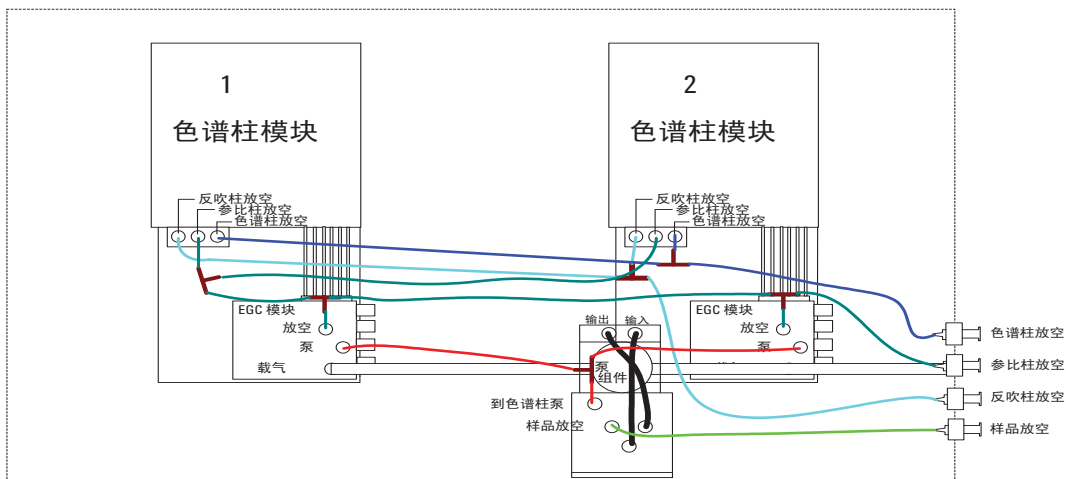 1
色谱柱模块
反吹柱放空
参比柱放空
色谱柱放空
EGC 模块
放空
泵
载气
2
色谱柱模块
反吹柱放空
参比柱放空
色谱柱放空
EGC 模块
放空
泵
载气
输出 输入
泵
组件
到色谱柱泵
样品放空
色谱柱放空
参比柱放空
反吹柱放空
样品放空